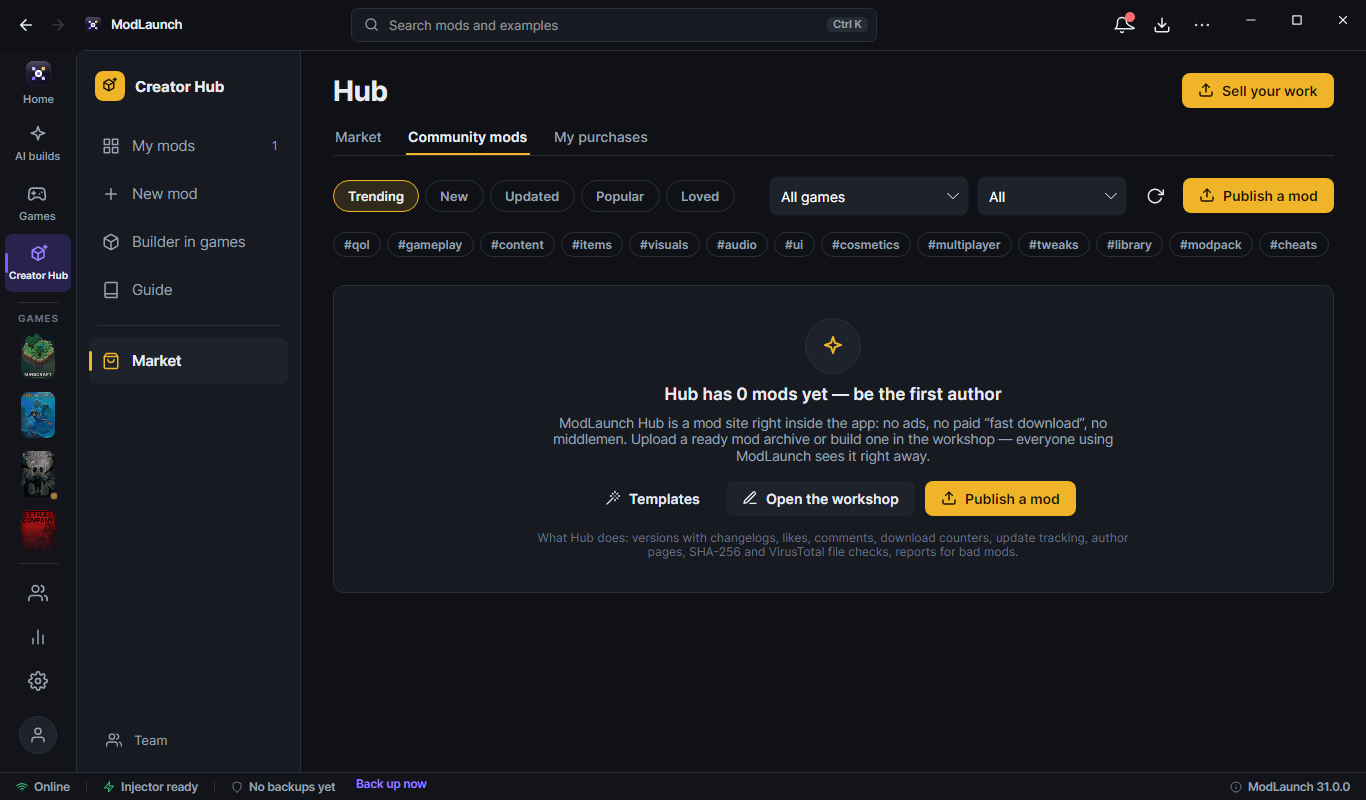 ModLaunch
Search mods and examples
Ctrl K
Home
AI builds
Games
Creator Hub
GAMES
MINECRAFT
LETHAL
COMPANY
Creator Hub
My mods 1
New mod
Builder in games
Guide
Market
Team
Hub
Sell your work
Market Community mods My purchases
Trending New Updated Popular Loved All games All Publish a mod
#qol #gameplay #content #items #visuals #audio #ui #cosmetics #multiplayer #tweaks #library #modpack #cheats
Hub has 0 mods yet — be the first author
ModLaunch Hub is a mod site right inside the app: no ads, no paid “fast download”, no
middlemen. Upload a ready mod archive or build one in the workshop — everyone using
ModLaunch sees it right away.
Templates Open the workshop Publish a mod
What Hub does: versions with changelogs, likes, comments, download counters, update tracking, author
pages, SHA-256 and VirusTotal file checks, reports for bad mods.
Online Injector ready No backups yet Back up now ModLaunch 31.0.0